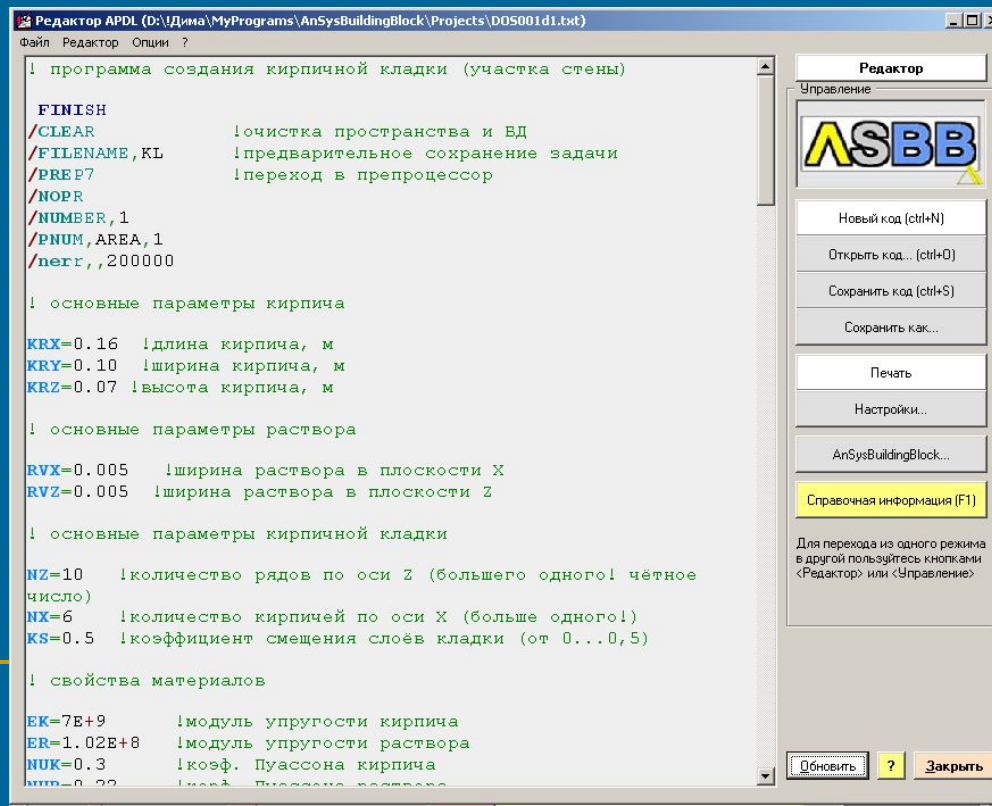 Редактор APDL (D:\!Дима\MyPrograms\AnSysBuildingBlock\Projects\DOS001d1.txt)
Файл Редактор Опции ?
! программа создания кирпичной кладки (участка стены)
FINISH
/CLEAR !очистка пространства и БД
/FILENAME,KL !предварительное сохранение задачи
/PREP7 !переход в препроцессор
/NOPR
/NUMBER,1
/PNUM,AREA,1
/nerr,,200000
! основные параметры кирпича
KRX=0.16 !длина кирпича, м
KRY=0.10 !ширина кирпича, м
KRZ=0.07 !высота кирпича, м
! основные параметры раствора
RVX=0.005 !ширина раствора в плоскости X
RVZ=0.005 !ширина раствора в плоскости Z
! основные параметры кирпичной кладки
NZ=10 !количество рядов по оси Z (большего одного! чётное
число)
NX=6 !количество кирпичей по оси X (больше одного!)
KS=0.5 !коэффициент смещения слоёв кладки (от 0...0,5)
! свойства материалов
EK=7E+9 !модуль упругости кирпича
ER=1.02E+8 !модуль упругости раствора
NUK=0.3 !коэф. Пуассона кирпича
Редактор
Управление
ASBB
Новый код (ctrl+N)
Открыть код... (ctrl+O)
Сохранить код (ctrl+S)
Сохранить как...
Печать
Настройки...
AnSysBuildingBlock...
Справочная информация (F1)
Для перехода из одного режима
в другой пользуйтесь кнопками
<Редактор> или <Управление>
Обновить ? Закрыть